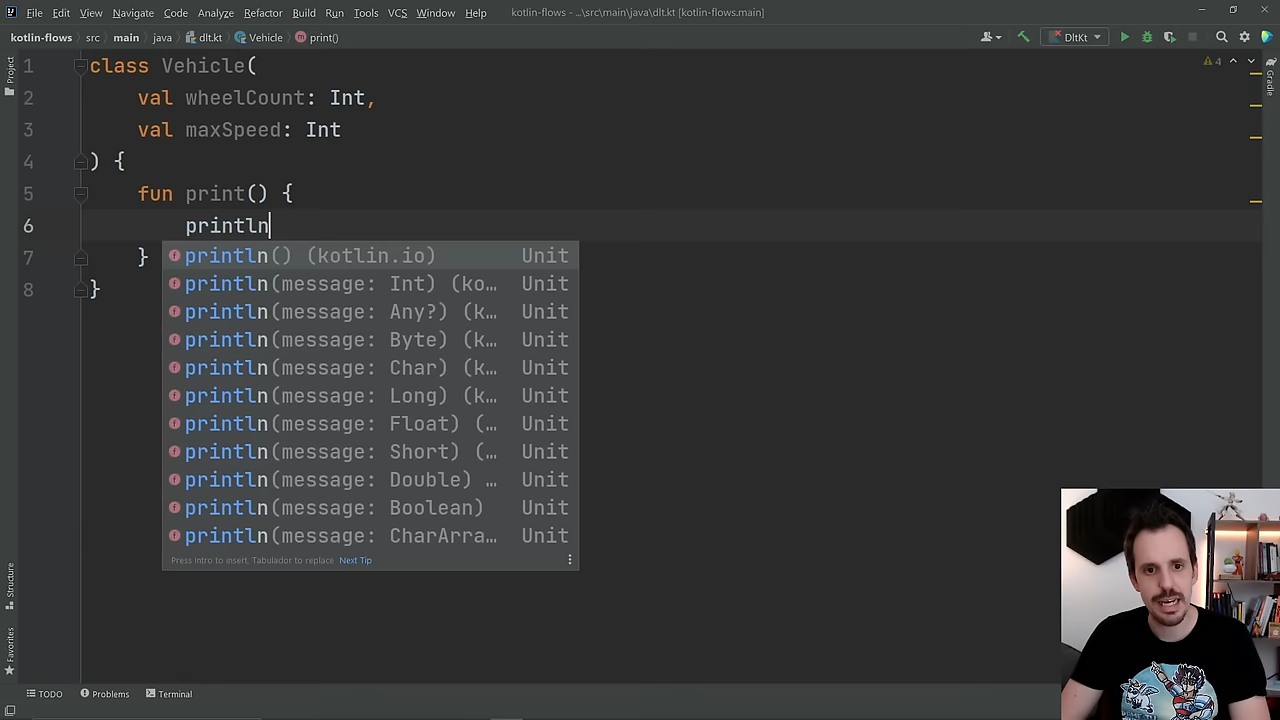 File Edit View Navigate Code Analyze Refactor Build Run Tools VCS Window Help kotlin-flows - ...\src\main\java\dlt.kt [kotlin-flows.main]
kotlin-flows src main java dlt.kt Vehicle print() DltKt
1 class Vehicle( 4
2 val wheelCount: Int,
3 val maxSpeed: Int
4 ) {
5 fun print() {
6 println
7 }
8 }
println() (kotlin.io) Unit
println(message: Int) (ko... Unit
println(message: Any?) (k... Unit
println(message: Byte) (k... Unit
println(message: Char) (k... Unit
println(message: Long) (k... Unit
println(message: Float) (... Unit
println(message: Short) (... Unit
println(message: Double) ... Unit
println(message: Boolean) Unit
println(message: CharArra... Unit
Press Intro to insert, Tabulador to replace Next Tip
Project
Structure
Favorites
Gradle
TODO Problems Terminal